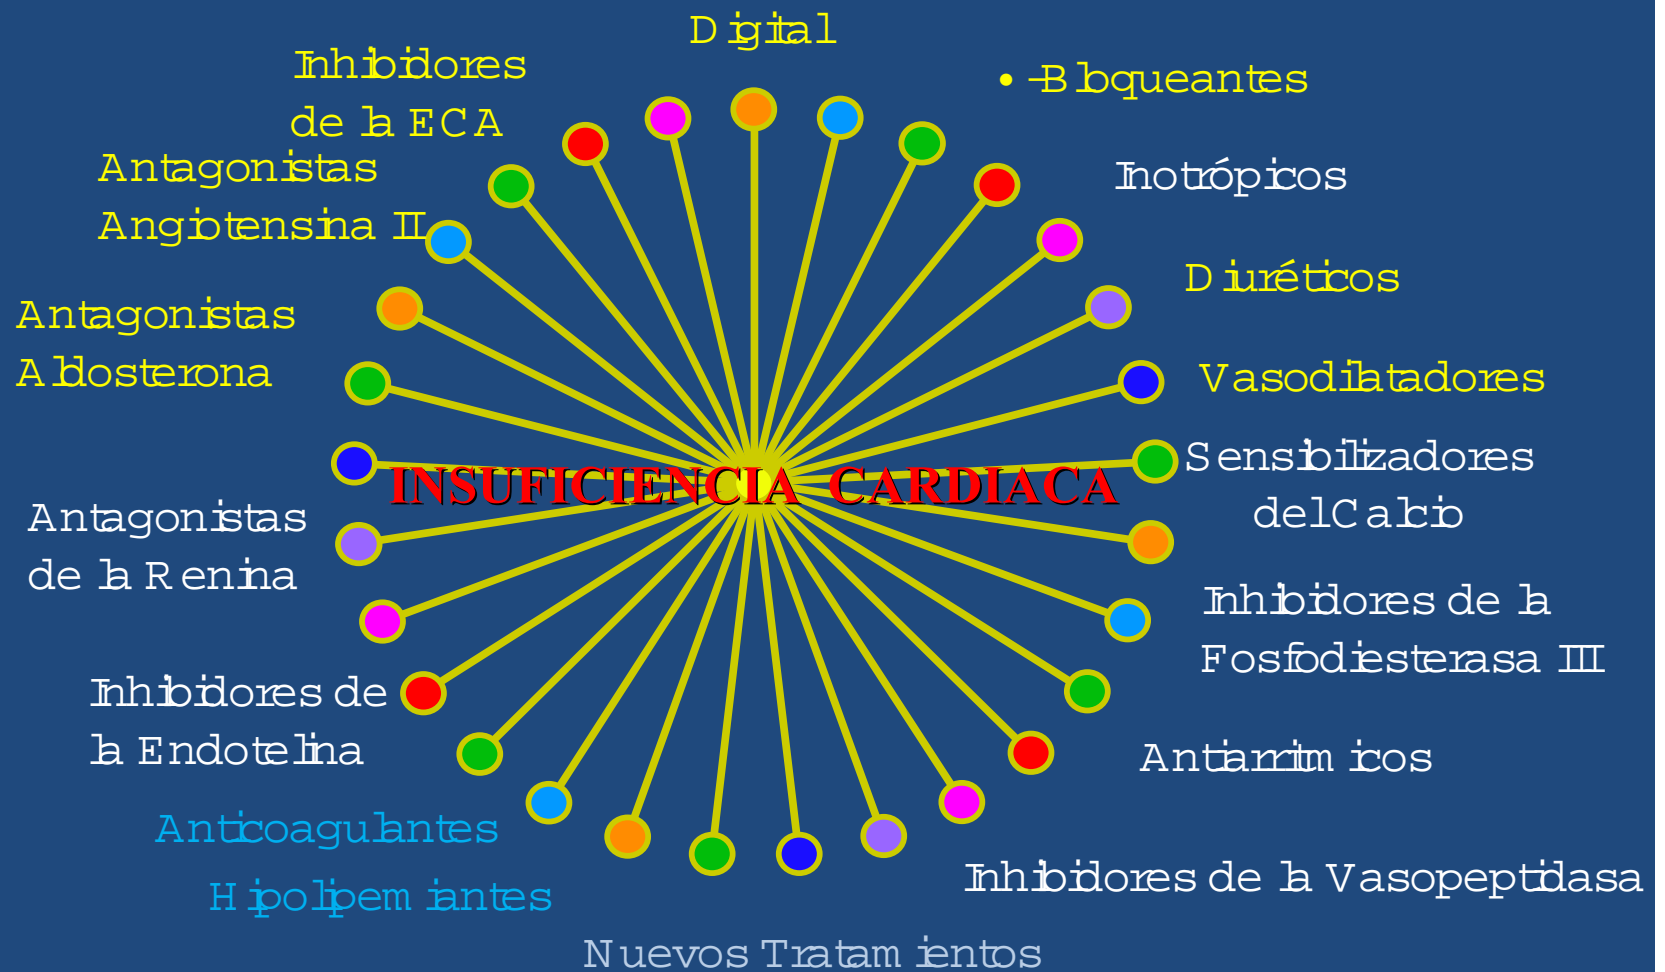 Digital
Inhibidores
de la ECA
• -Bloqueantes
Antagonistas
Angiotensina II
Inotrópicos
Diuréticos
Antagonistas
Aldosterona
Vasodilatadores
Sensibilizadores
del Calcio
INSUFICIENCIA CARDIACA
Antagonistas
de la Renina
Inhibidores de la
Fosfodiesterasa III
Inhibidores de
la Endotelina
Antiarritmicos
Anticoagulantes
Inhibidores de la Vasopeptidasa
Hipolipemiantes
Nuevos Tratamientos